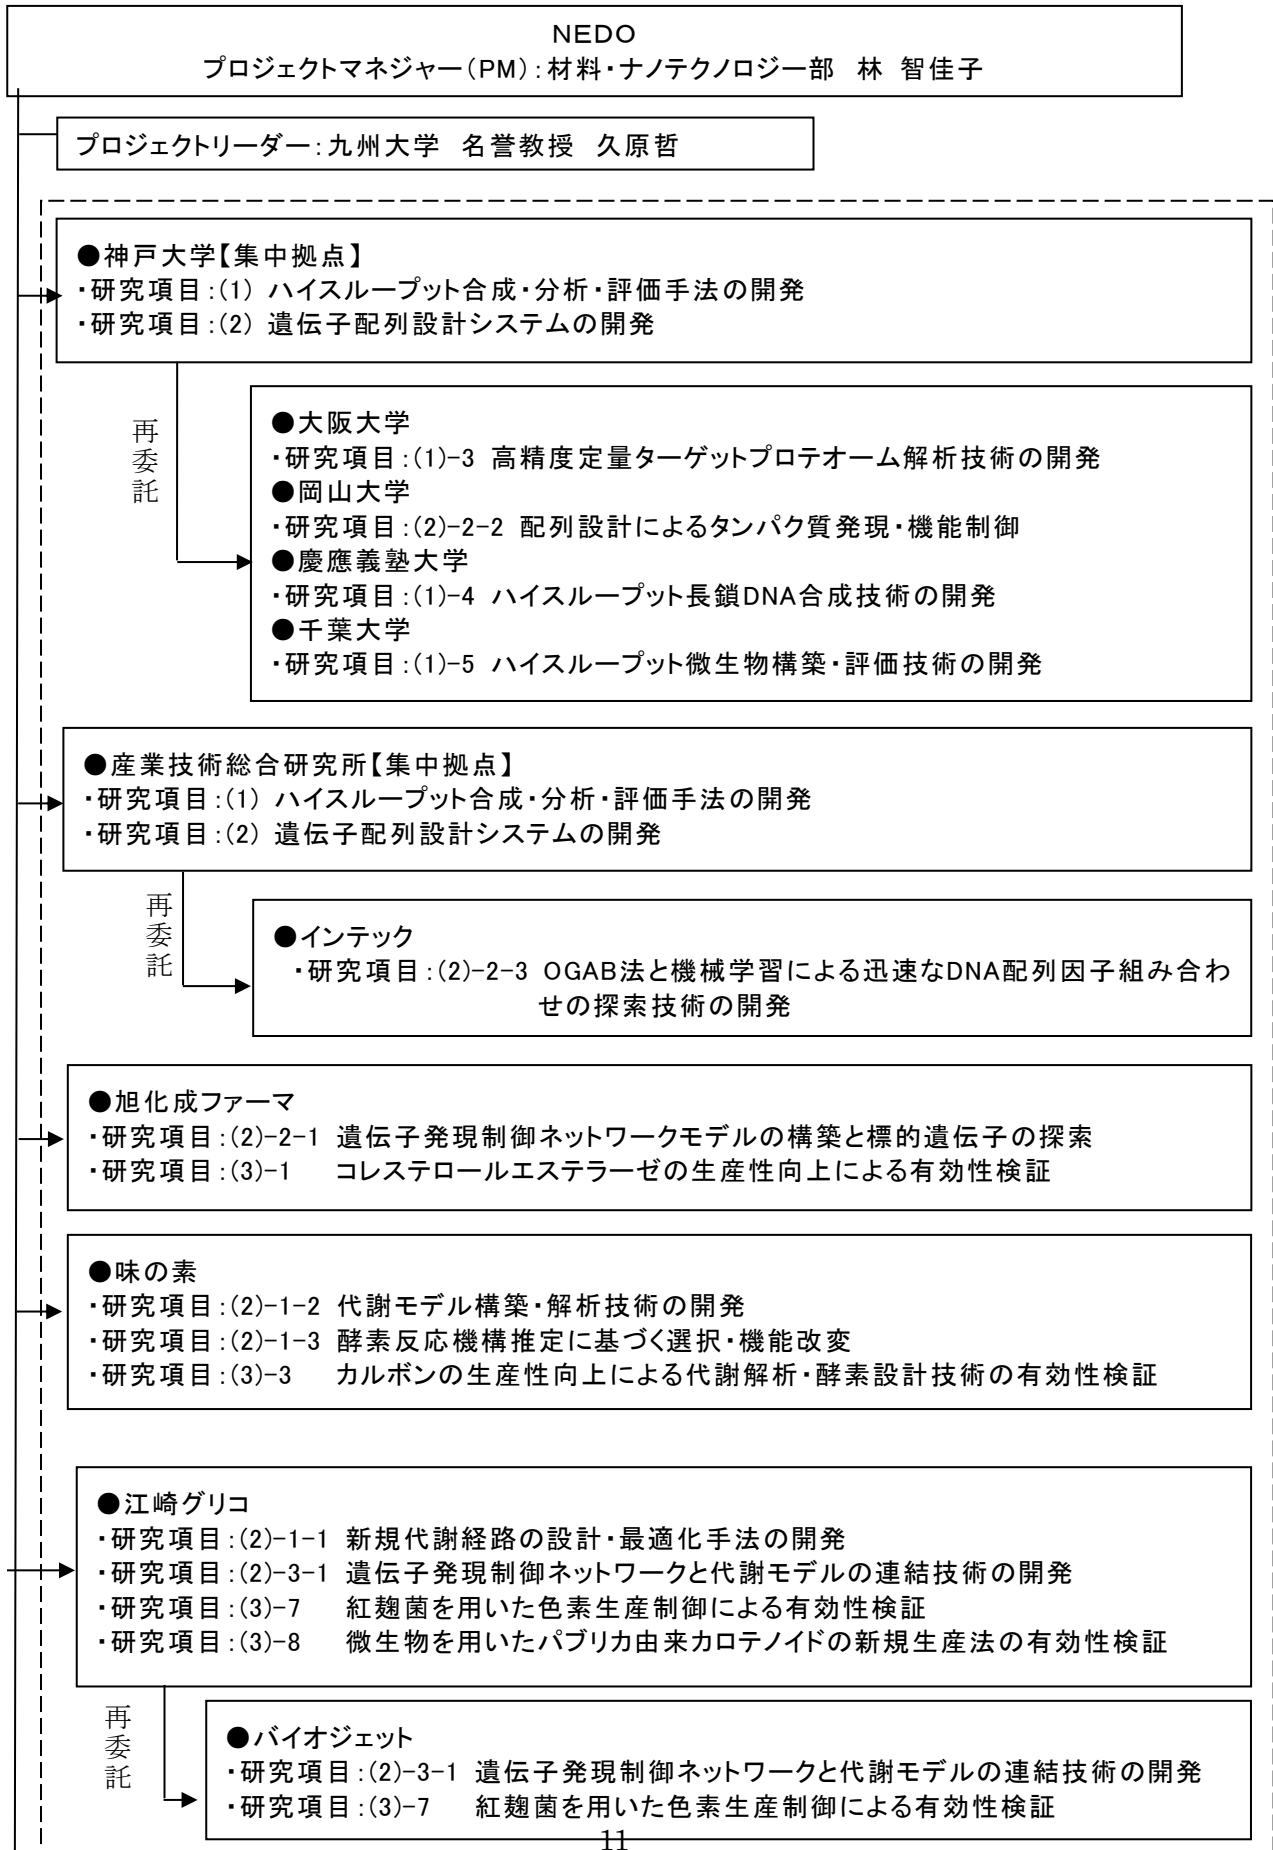 NEDO
プロジェクトマネジャー(PM):材料・ナノテクノロジー部 林 智佳子
プロジェクトリーダー:九州大学 名誉教授 久原哲
●神戸大学【集中拠点】
・研究項目:(1) ハイスループット合成・分析・評価手法の開発
・研究項目:(2) 遺伝子配列設計システムの開発
再委託
●大阪大学
・研究項目:(1)-3 高精度定量ターゲットプロテオーム解析技術の開発
●岡山大学
・研究項目:(2)-2-2 配列設計によるタンパク質発現・機能制御
●慶應義塾大学
・研究項目:(1)-4 ハイスループット長鎖DNA合成技術の開発
●千葉大学
・研究項目:(1)-5 ハイスループット微生物構築・評価技術の開発
●産業技術総合研究所【集中拠点】
・研究項目:(1) ハイスループット合成・分析・評価手法の開発
・研究項目:(2) 遺伝子配列設計システムの開発
再委託
●インテック
・研究項目:(2)-2-3 OGAB法と機械学習による迅速なDNA配列因子組み合わ
せの探索技術の開発
●旭化成ファーマ
・研究項目:(2)-2-1 遺伝子発現制御ネットワークモデルの構築と標的遺伝子の探索
・研究項目:(3)-1 コレステロールエステラーゼの生産性向上による有効性検証
●味の素
・研究項目:(2)-1-2 代謝モデル構築・解析技術の開発
・研究項目:(2)-1-3 酵素反応機構推定に基づく選択・機能改変
・研究項目:(3)-3 カルボンの生産性向上による代謝解析・酵素設計技術の有効性検証
●江崎グリコ
・研究項目:(2)-1-1 新規代謝経路の設計・最適化手法の開発
・研究項目:(2)-3-1 遺伝子発現制御ネットワークと代謝モデルの連結技術の開発
・研究項目:(3)-7 紅麹菌を用いた色素生産制御による有効性検証
・研究項目:(3)-8 微生物を用いたパブリカ由来カロテノイドの新規生産法の有効性検証
再委託
●バイオジェット
・研究項目:(2)-3-1 遺伝子発現制御ネットワークと代謝モデルの連結技術の開発
・研究項目:(3)-7 紅麹菌を用いた色素生産制御による有効性検証
11